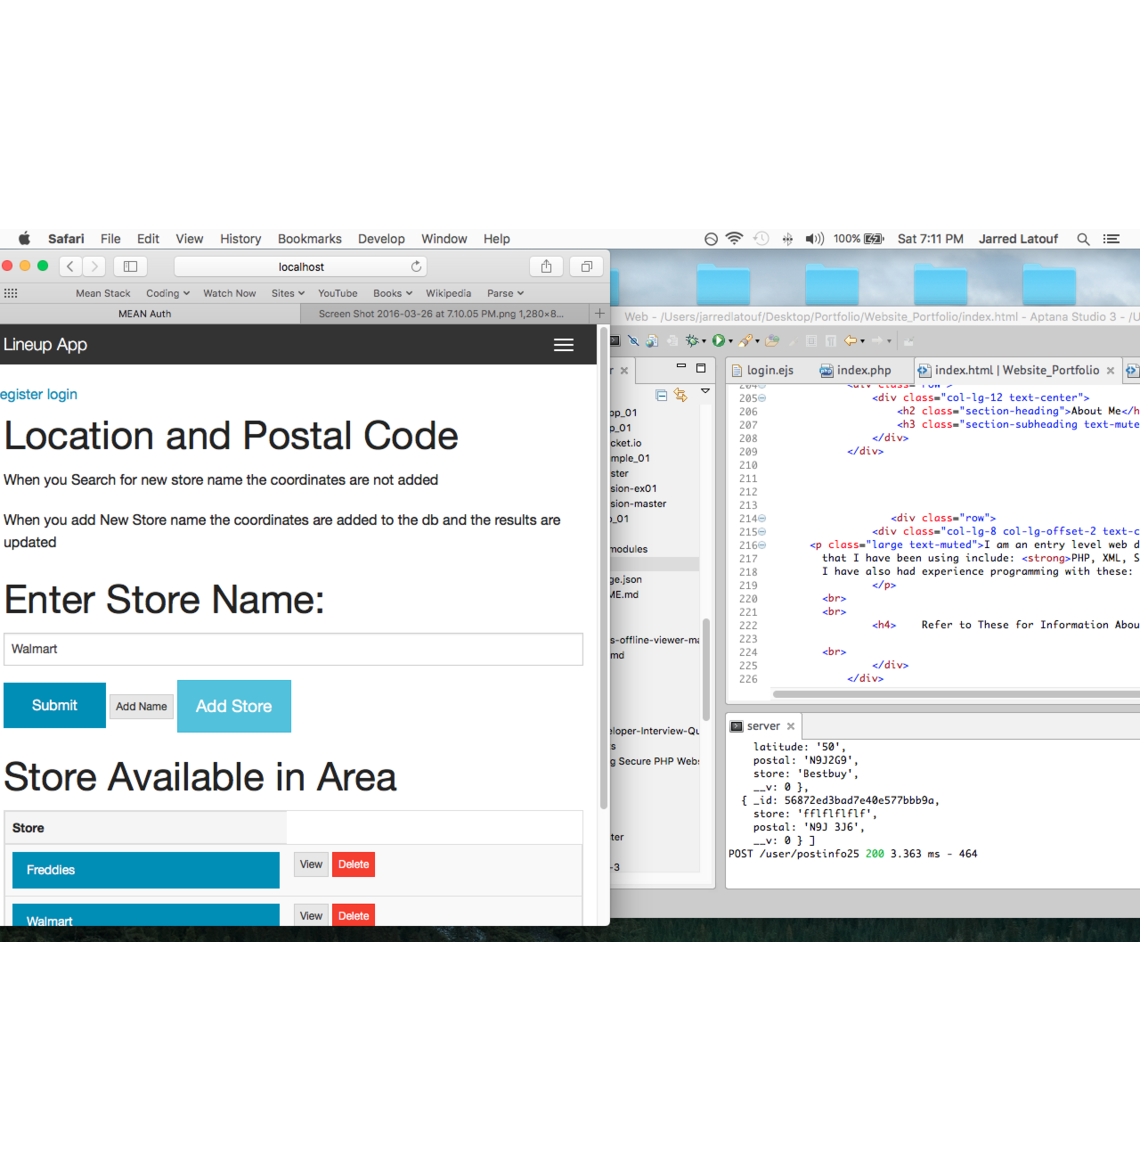 Safari File Edit View History Bookmarks Develop Window Help 100% Sat 7:11 PM Jarred Latouf
localhost
Mean Stack Coding Watch Now Sites YouTube Books Wikipedia Parse
MEAN Auth Screen Shot 2016-03-26 at 7.10.05 PM.png 1,280×8... +
Lineup App
egister login
Location and Postal Code
When you Search for new store name the coordinates are not added
When you add New Store name the coordinates are added to the db and the results are
updated
Enter Store Name:
Walmart
Submit Add Name Add Store
Store Available in Area
Store
Freddies View Delete
Walmart View Delete
Web - /Users/jarredlatouf/Desktop/Portfolio/Website_Portfolio/index.html - Aptana Studio 3 - /U
r
pp_01
p_01
cket.io
mple_01
ster
sion-ex01
sion-master
p_01
modules
ge.json
ME.md
s-offline-viewer-ma
md
eloper-Interview-Qu
s
g Secure PHP Web
ter
-3
login.ejs index.php index.html | Website_Portfolio
204 <div class="row">
205 <div class="col-lg-12 text-center">
206 <h2 class="section-heading">About Me</h
207 <h3 class="section-subheading text-mute
208 </div>
209 </div>
210
211
212
213
214 <div class="row">
215 <div class="col-lg-8 col-lg-offset-2 text-c
216 <p class="large text-muted">I am an entry level web d
217 that I have been using include: <strong>PHP, XML, S
218 I have also had experience programming with these:
219 </p>
220 <br>
221 <br>
222 <h4> Refer to These for Information Abou
223
224 <br>
225 </div>
226 </div>
server
latitude: '50',
postal: 'N9J2G9',
store: 'Bestbuy',
__v: 0 },
{ _id: 56872ed3bad7e40e577bbb9a,
store: 'fflflflflf',
postal: 'N9J 3J6',
__v: 0 } ]
POST /user/postinfo25 200 3.363 ms - 464